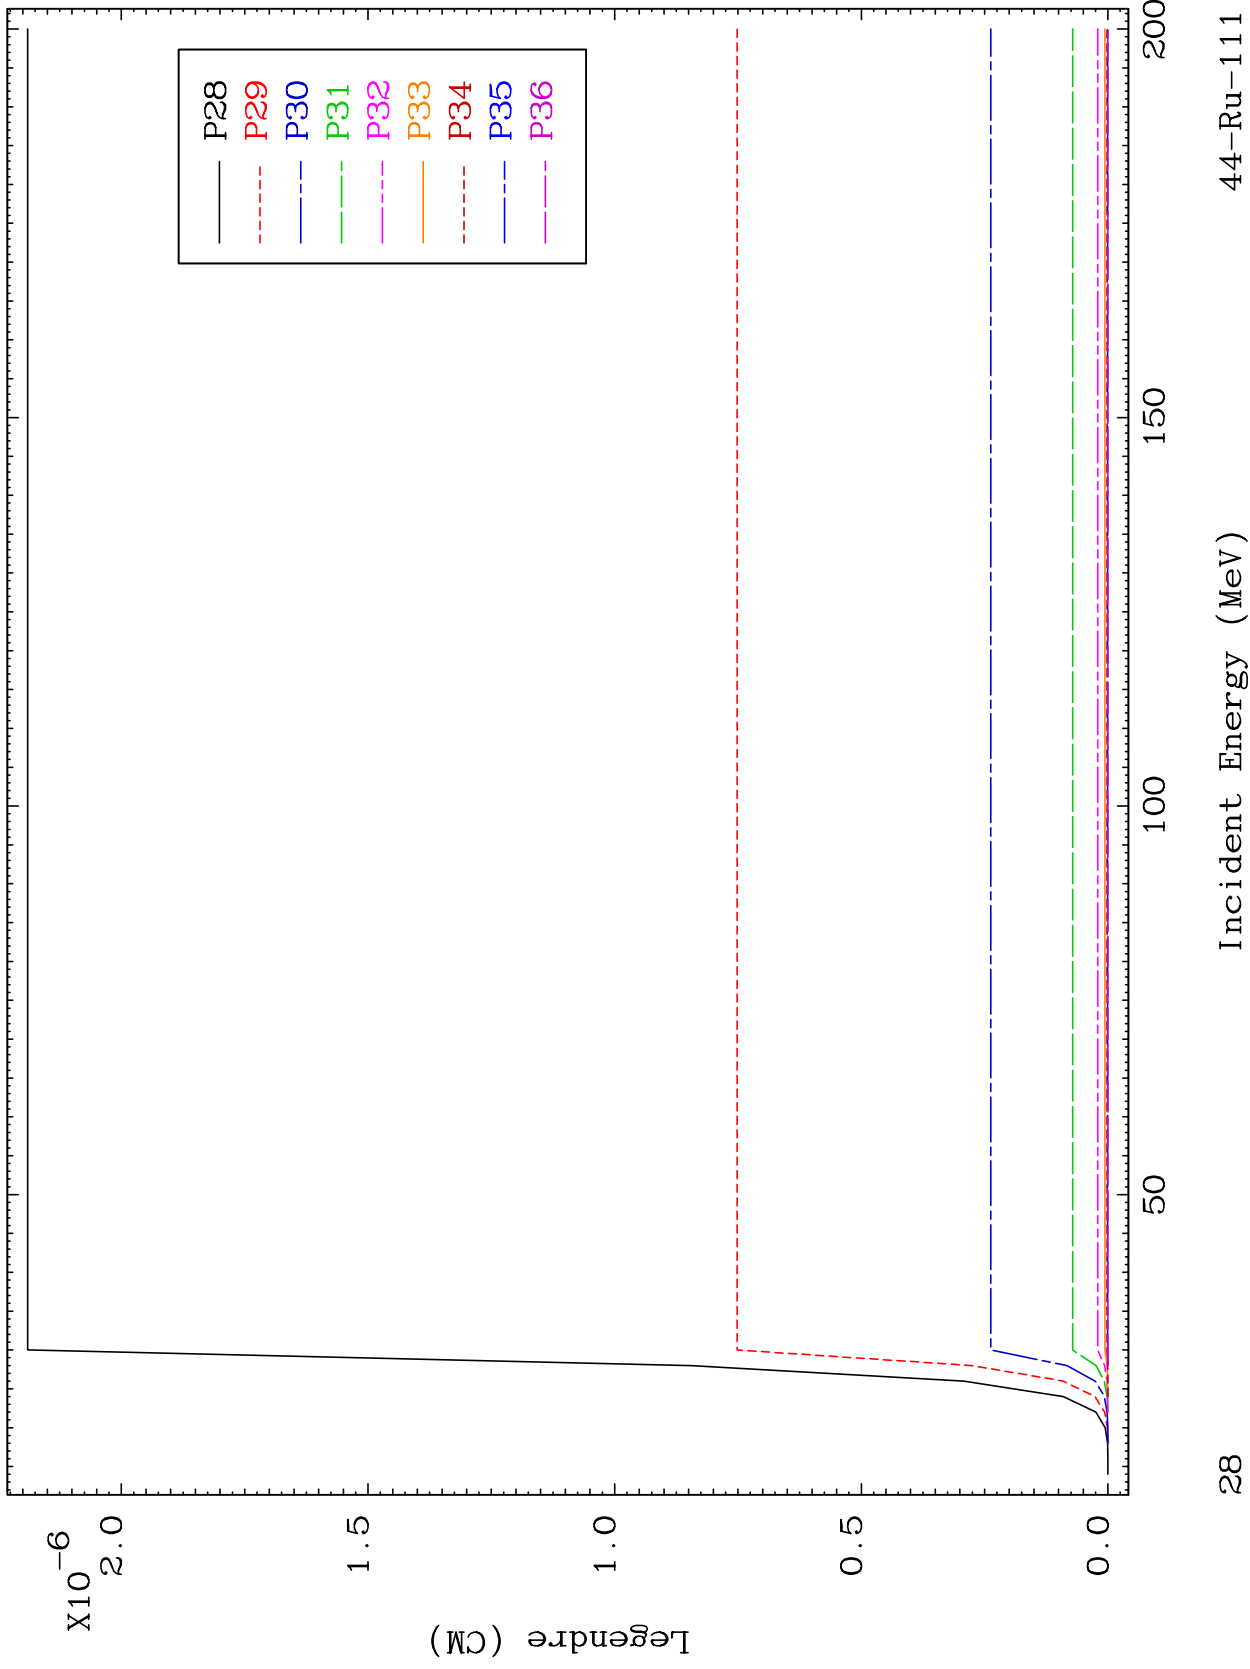 X10-6
2.0
1.5
1.0
0.5
0.0
Legendre (CM)
P28
P29
P30
P31
P32
P33
P34
P35
P36
50
100
150
200
28
Incident Energy (MeV)
44-Ru-111